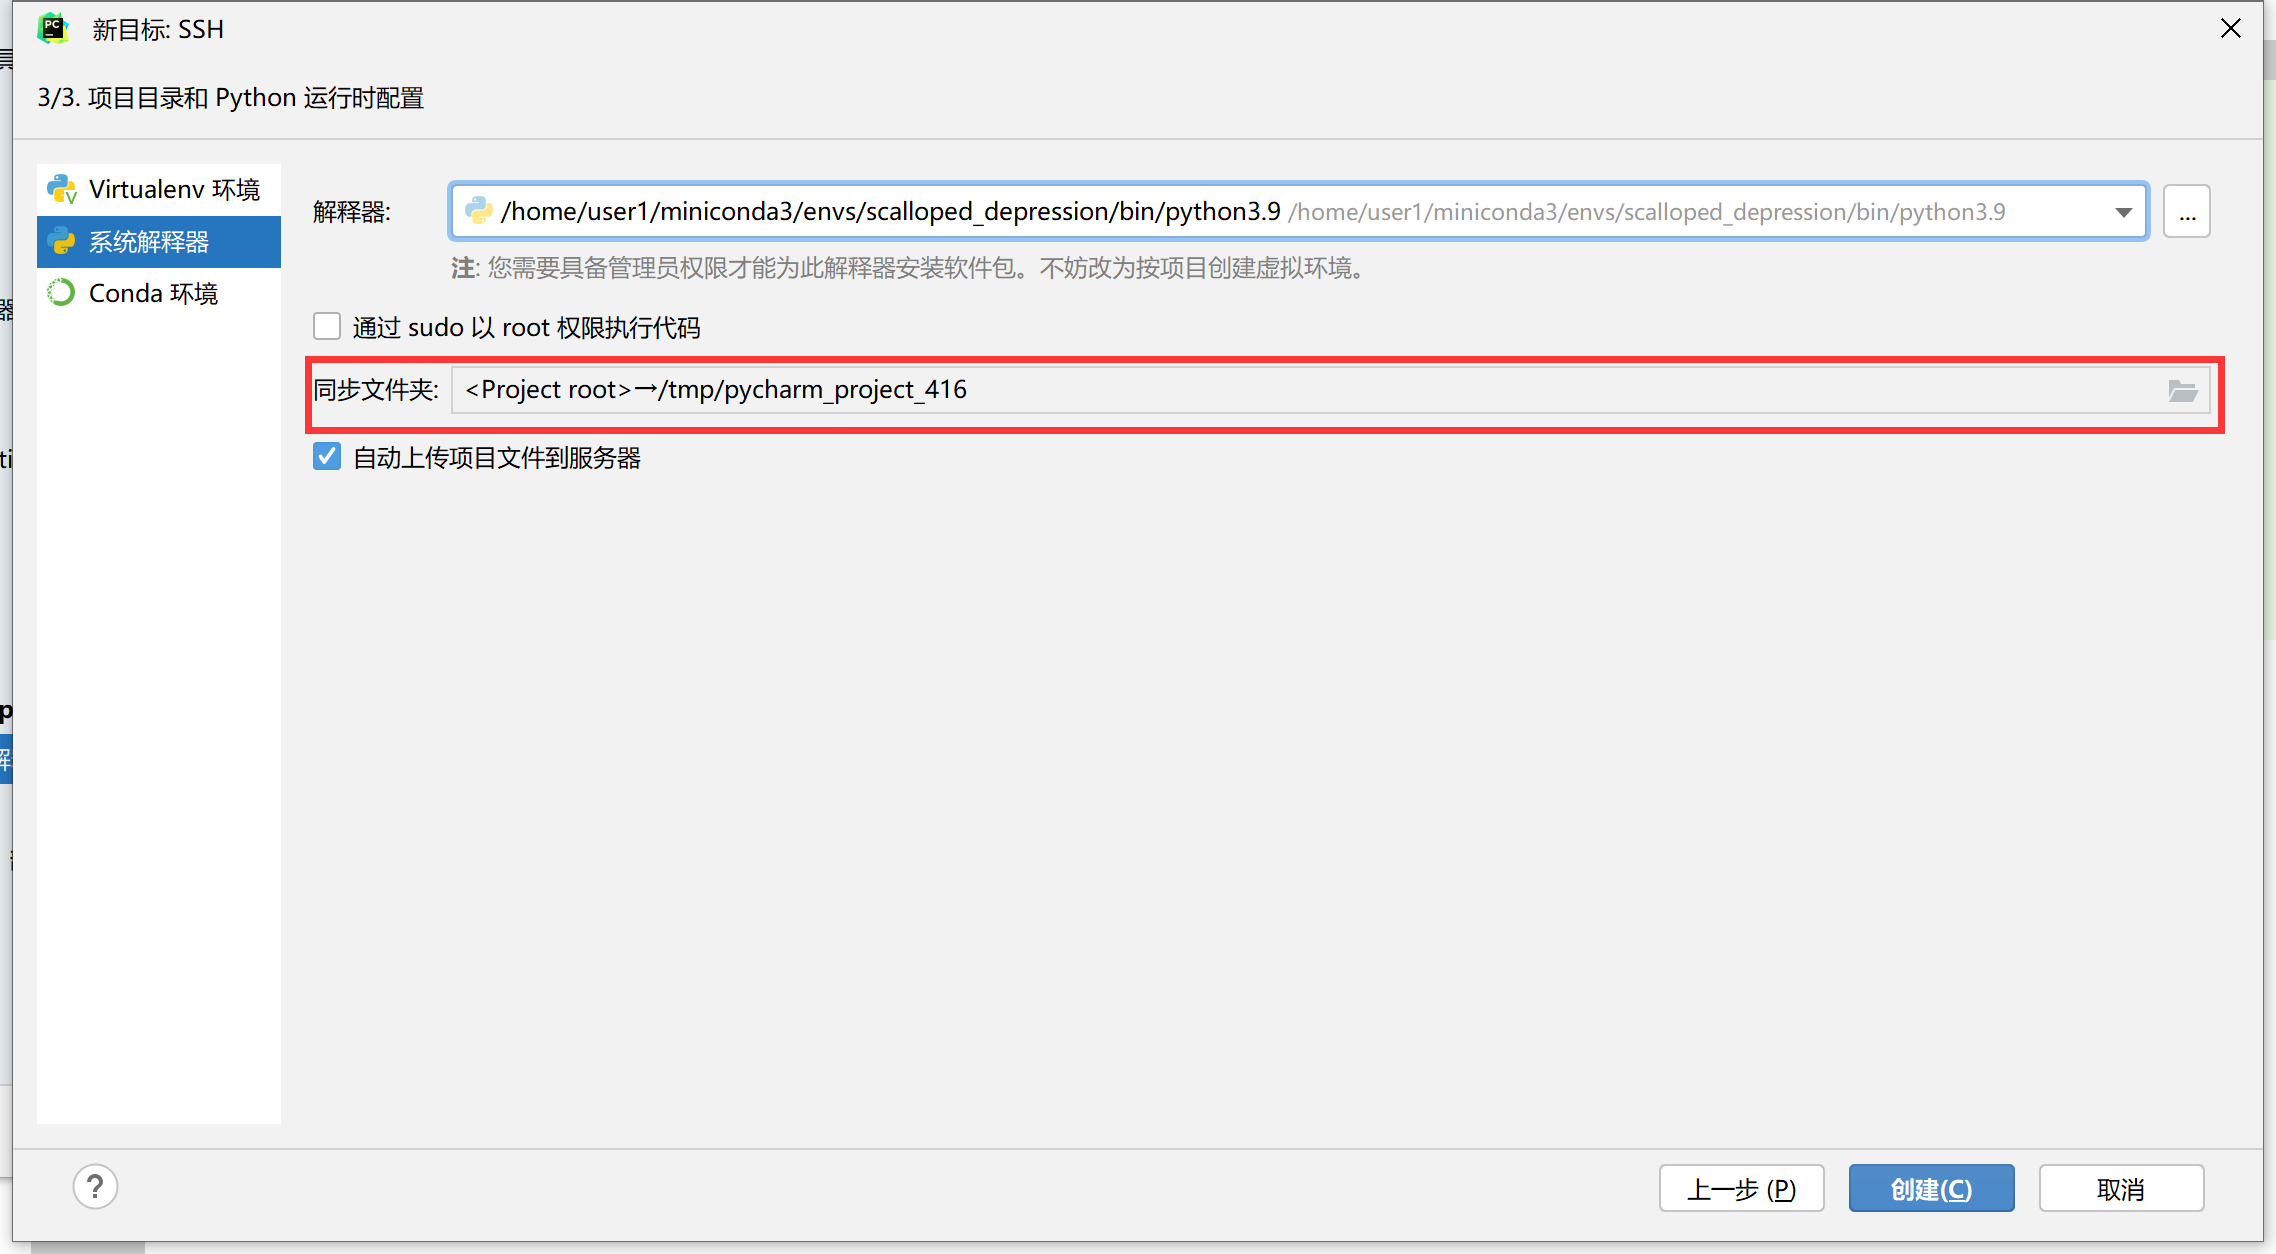 新目标: SSH
3/3. 项目目录和 Python 运行时配置
Virtualenv 环境
系统解释器
Conda 环境
解释器: /home/user1/miniconda3/envs/scalloped_depression/bin/python3.9 /home/user1/miniconda3/envs/scalloped_depression/bin/python3.9 ...
注: 您需要具备管理员权限才能为此解释器安装软件包。不妨改为按项目创建虚拟环境。
通过 sudo 以 root 权限执行代码
同步文件夹: <Project root>→/tmp/pycharm_project_416
自动上传项目文件到服务器
? 上一步 (P) 创建(C) 取消